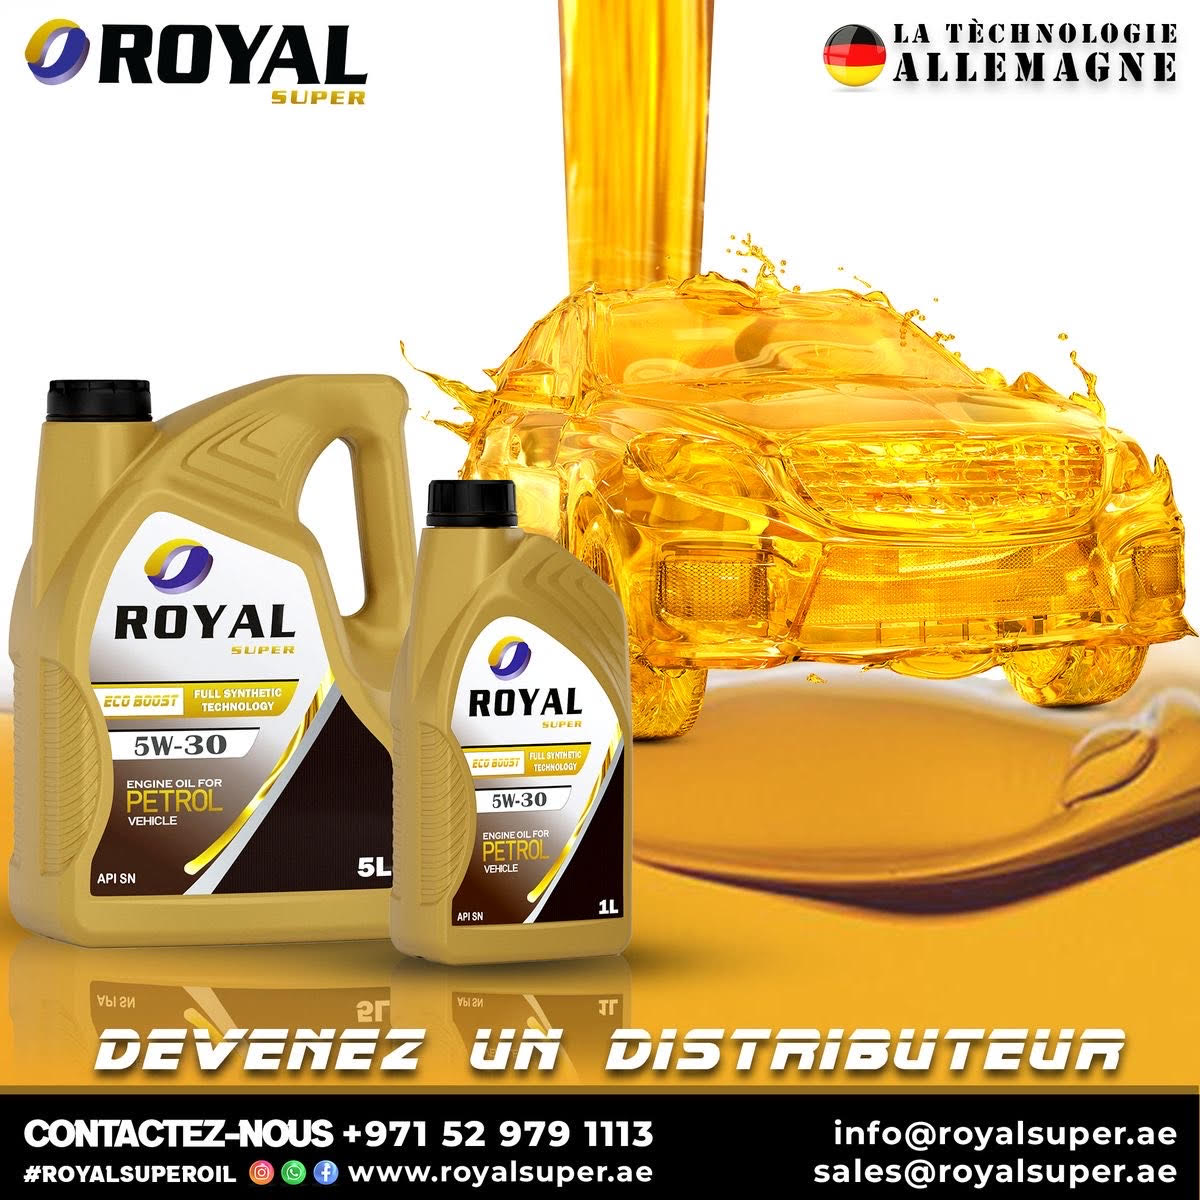 ROYAL
SUPER
LA TÈCHNOLOGIE
ALLEMAGNE
ROYAL
SUPER
ECO BOOST
FULL SYNTHETIC
TECHNOLOGY
5W-30
ENGINE OIL FOR
PETROL
VEHICLE
API SN
5L
ROYAL
SUPER
ECO BOOST
FULL SYNTHETIC
TECHNOLOGY
5W-30
ENGINE OIL FOR
PETROL
VEHICLE
API SN
1L
DEVENEZ UN DISTRIBUTEUR
CONTACTEZ-NOUS +971 52 979 1113
#ROYALSUPEROIL www.royalsuper.ae
info@royalsuper.ae
sales@royalsuper.ae